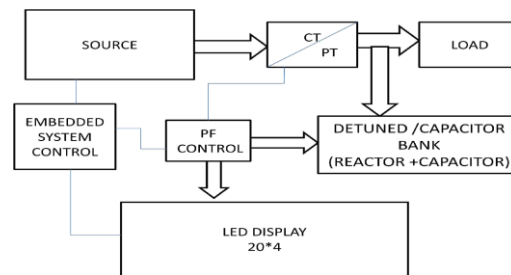 SOURCE
CT
PT
LOAD
EMBEDDED
SYSTEM
CONTROL
PF
CONTROL
DETUNED /CAPACITOR
BANK
(REACTOR +CAPACITOR)
LED DISPLAY
20*4